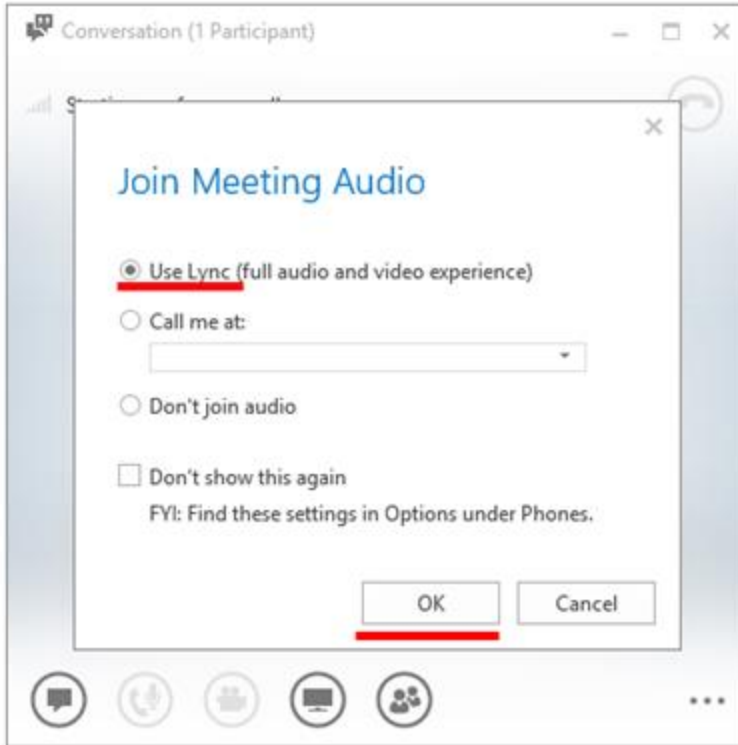 Conversation (1 Participant)
Join Meeting Audio
Use Lync (full audio and video experience)
Call me at:
Don't join audio
Don't show this again
FYI: Find these settings in Options under Phones.
OK Cancel